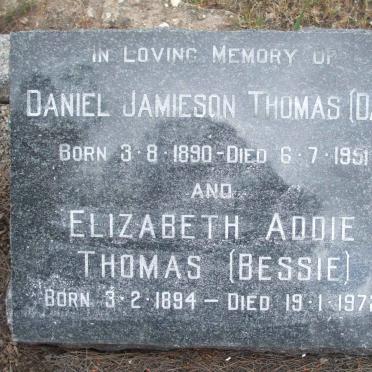 IN LOVING MEMORY OF
DANIEL JAMIESON THOMAS
BORN 3·8·1890-DIED 6·7·1951
AND
ELIZABETH ADDIE
THOMAS (BESSIE)
BORN 3·2·1894 - DIED 19·1·197